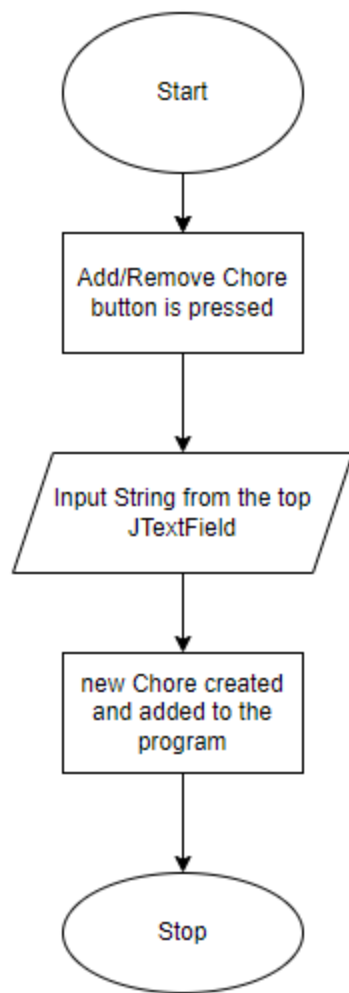 Start
Add/Remove Chore
button is pressed
Input String from the top
JTextField
new Chore created
and added to the
program
Stop